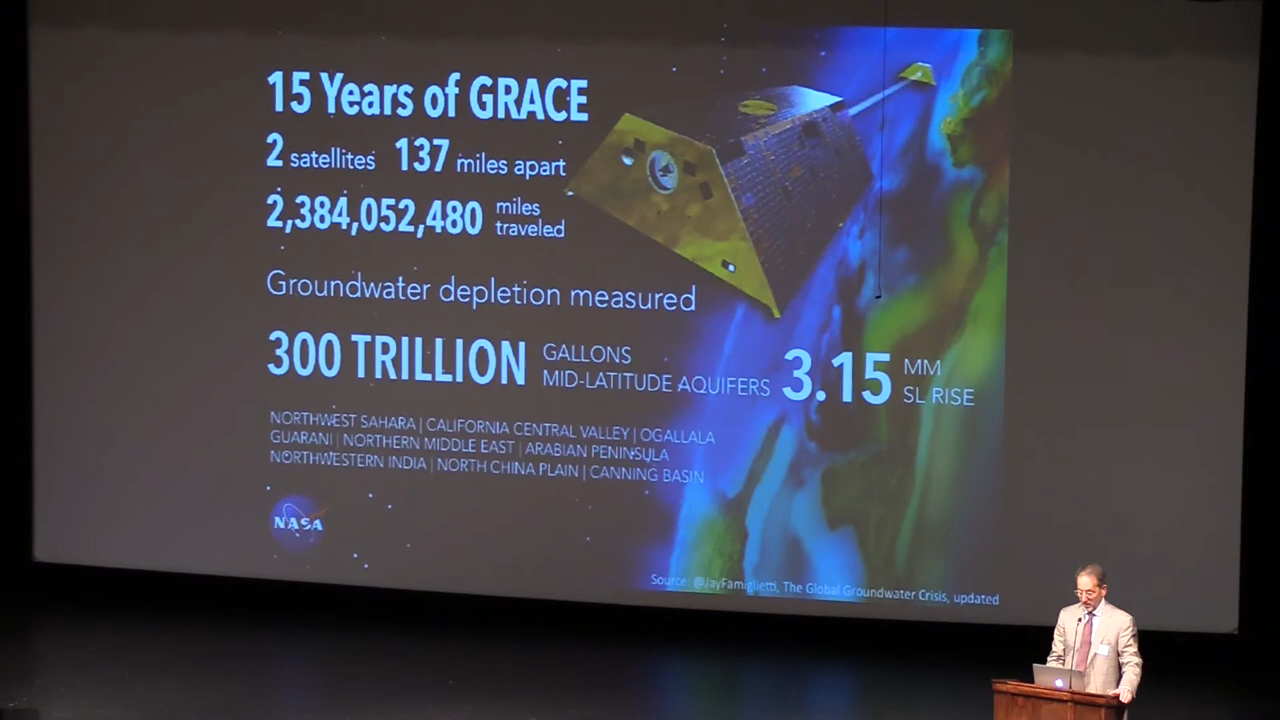 15 Years of GRACE
2 satellites 137 miles apart
2,384,052,480 miles traveled
Groundwater depletion measured
300 TRILLION GALLONS MID-LATITUDE AQUIFERS 3.15 MM SL RISE
NORTHWEST SAHARA | CALIFORNIA CENTRAL VALLEY | OGALLALA
GUARANI | NORTHERN MIDDLE EAST | ARABIAN PENINSULA
NORTHWESTERN INDIA | NORTH CHINA PLAIN | CANNING BASIN
NASA
Source: @JayFamiglietti, The Global Groundwater Crisis, updated